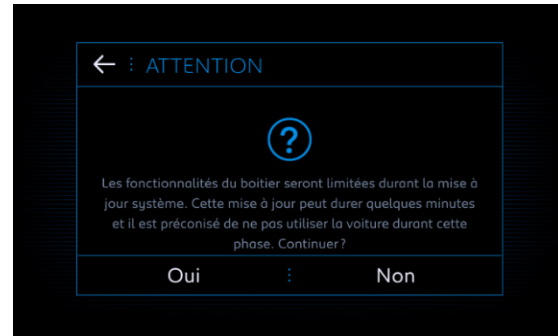 ATTENTION
?
Les fonctionnalités du boitier seront limitées durant la mise à
jour système. Cette mise à jour peut durer quelques minutes
et il est préconisé de ne pas utiliser la voiture durant cette
phase. Continuer?
Oui
Non